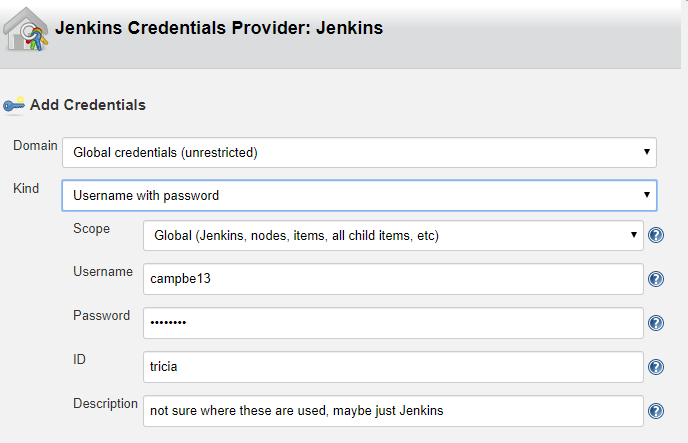 Jenkins Credentials Provider: Jenkins
Add Credentials
Domain Global credentials (unrestricted)
Kind Username with password
Scope Global (Jenkins, nodes, items, all child items, etc)
Username campbe13
Password ••••••••
ID tricia
Description not sure where these are used, maybe just Jenkins